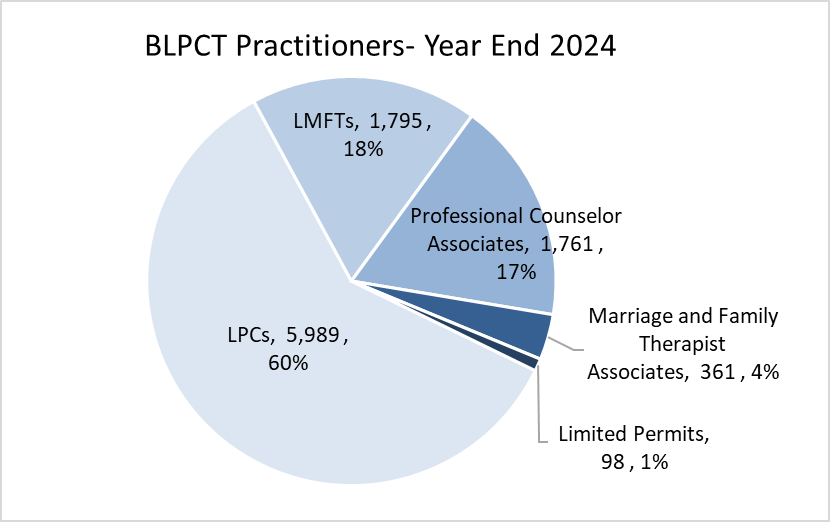 BLPCT Practitioners- Year End 2024
LMFTs, 1,795 ,
18%
Professional Counselor
Associates, 1,761 ,
17%
Marriage and Family
Therapist
Associates, 361 , 4%
LPCs, 5,989 ,
60%
Limited Permits,
98 , 1%